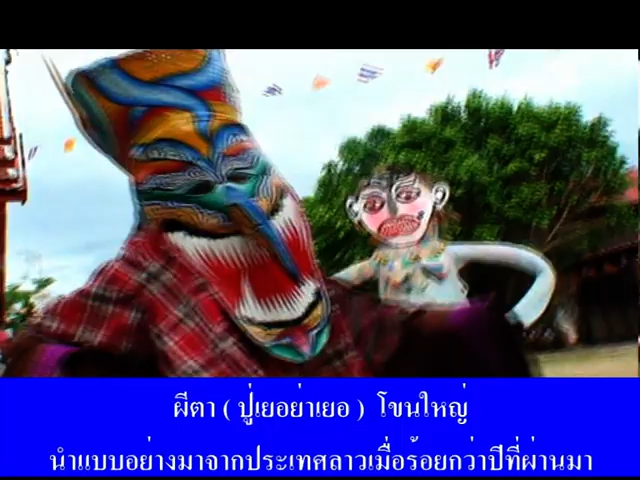 ผีตา ( ปู่เยอย่าเยอ ) โขนใหญ่
นำแบบอย่างมาจากประเทศลาวเมื่อร้อยกว่าปีที่ผ่านมา